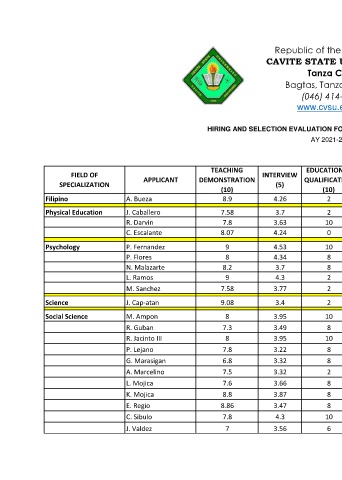 Republic of the
CAVITE STATE U
Tanza C
Bagtas, Tanza
(046) 414-
www.cvsu.e
HIRING AND SELECTION EVALUATION FO
AY 2021-2
FIELD OF SPECIALIZATION APPLICANT TEACHING DEMONSTRATION (10) INTERVIEW (5) EDUCATION QUALIFICAT (10)
Filipino A. Bueza 8.9 4.26 2
Physical Education J. Caballero 7.58 3.7 2
R. Darvin 7.8 3.63 10
C. Escalante 8.07 4.24 0
Psychology P. Fernandez 9 4.53 10
P. Flores 8 4.34 8
N. Malazarte 8.2 3.7 8
L. Ramos 9 4.3 2
M. Sanchez 7.58 3.77 2
Science J. Cap-atan 9.08 3.4 2
Social Science M. Ampon 8 3.95 10
R. Guban 7.3 3.49 8
R. Jacinto III 8 3.95 10
P. Lejano 7.8 3.22 8
G. Marasigan 6.8 3.32 8
A. Marcelino 7.5 3.32 2
L. Mojica 7.6 3.66 8
K. Mojica 8.8 3.87 8
E. Regio 8.86 3.47 8
C. Sibulo 7.8 4.3 10
J. Valdez 7 3.56 6